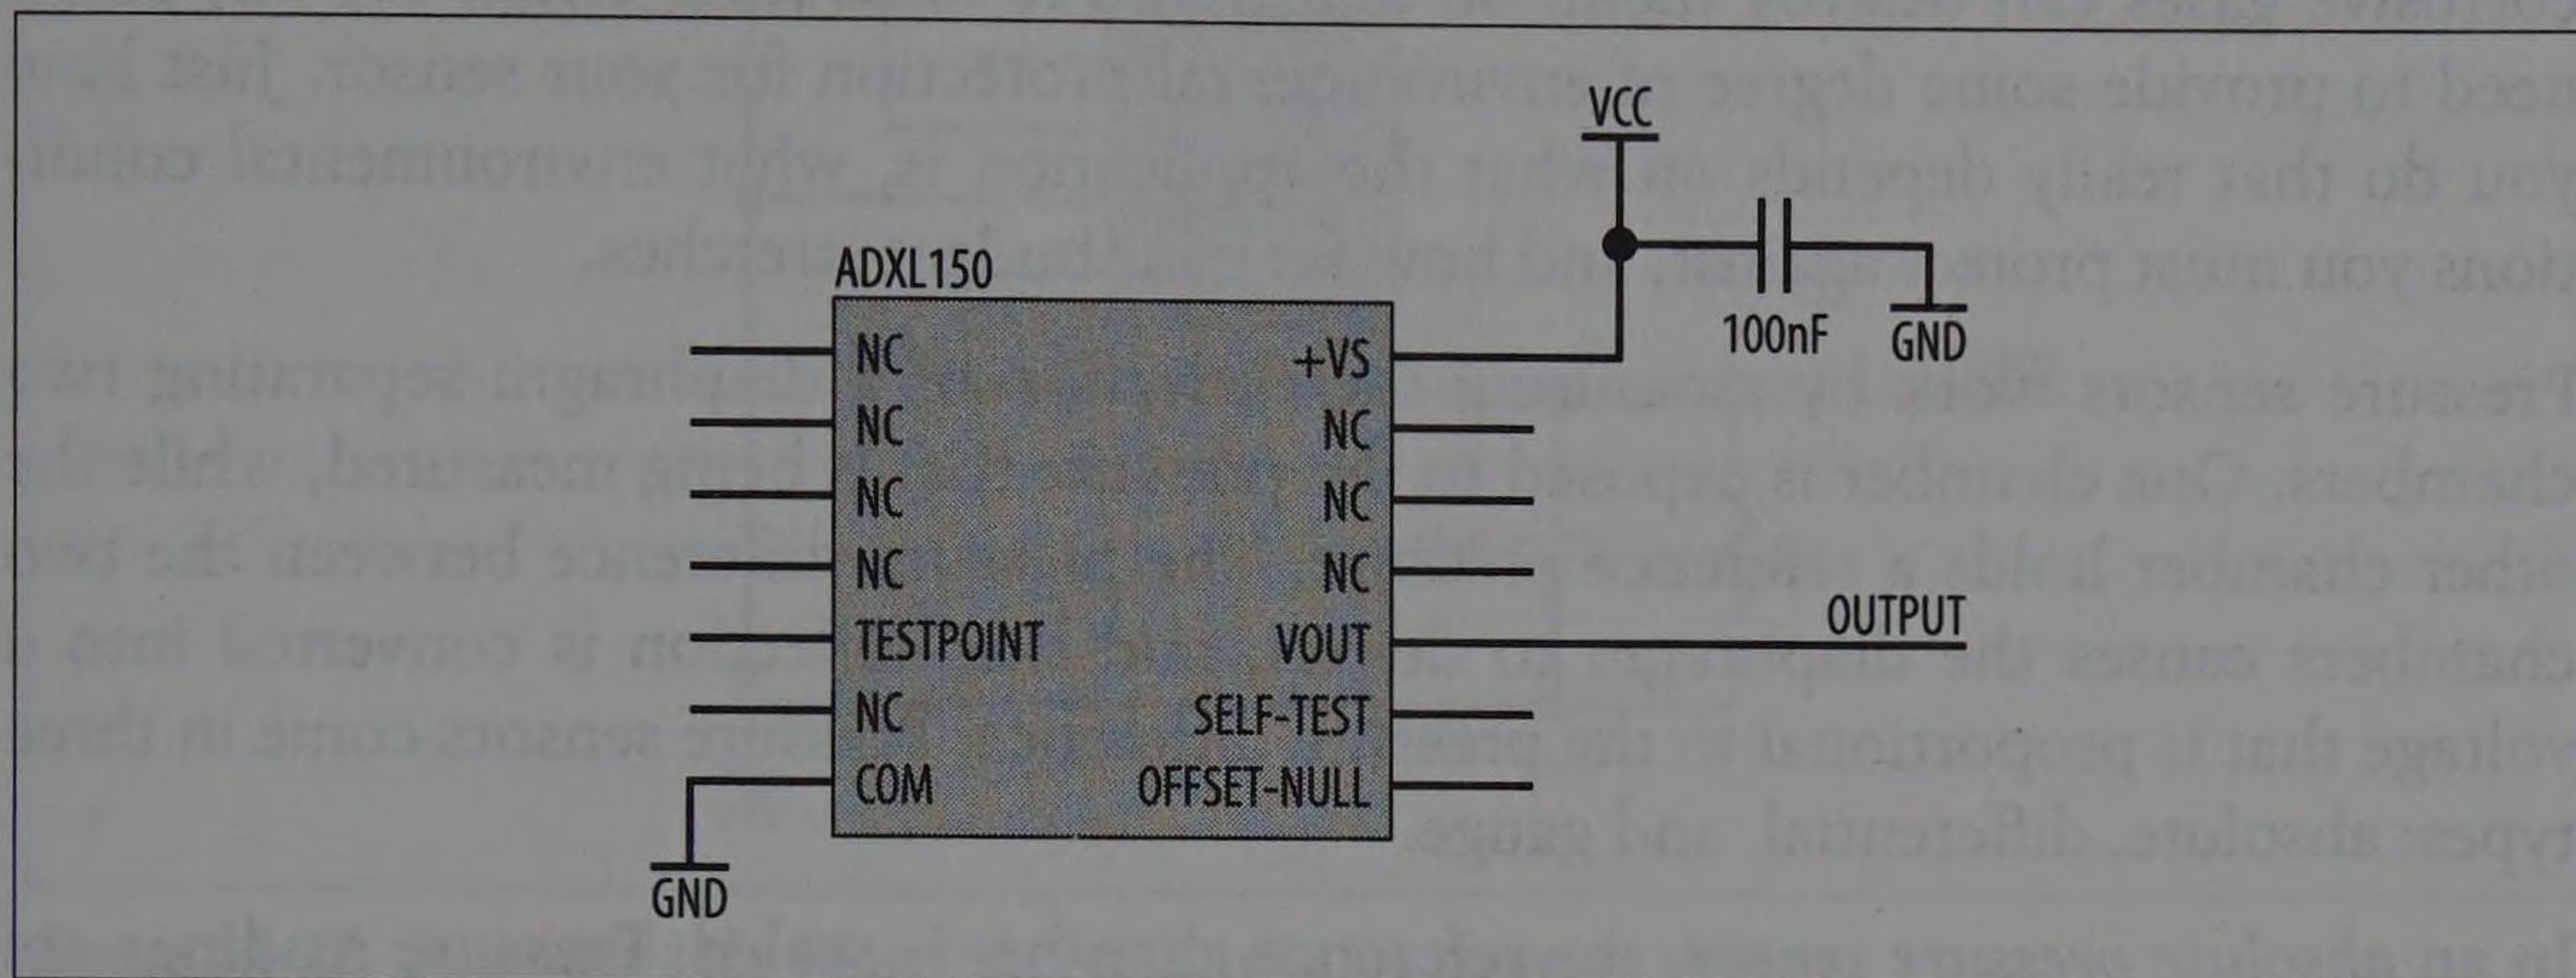 VCC
ADXL150
100nF
GND
NC
+VS
NC
NC
NC
NC
NC
NC
OUTPUT
TESTPOINT
VOUT
NC
SELF-TEST
COM
OFFSET-NULL
GND